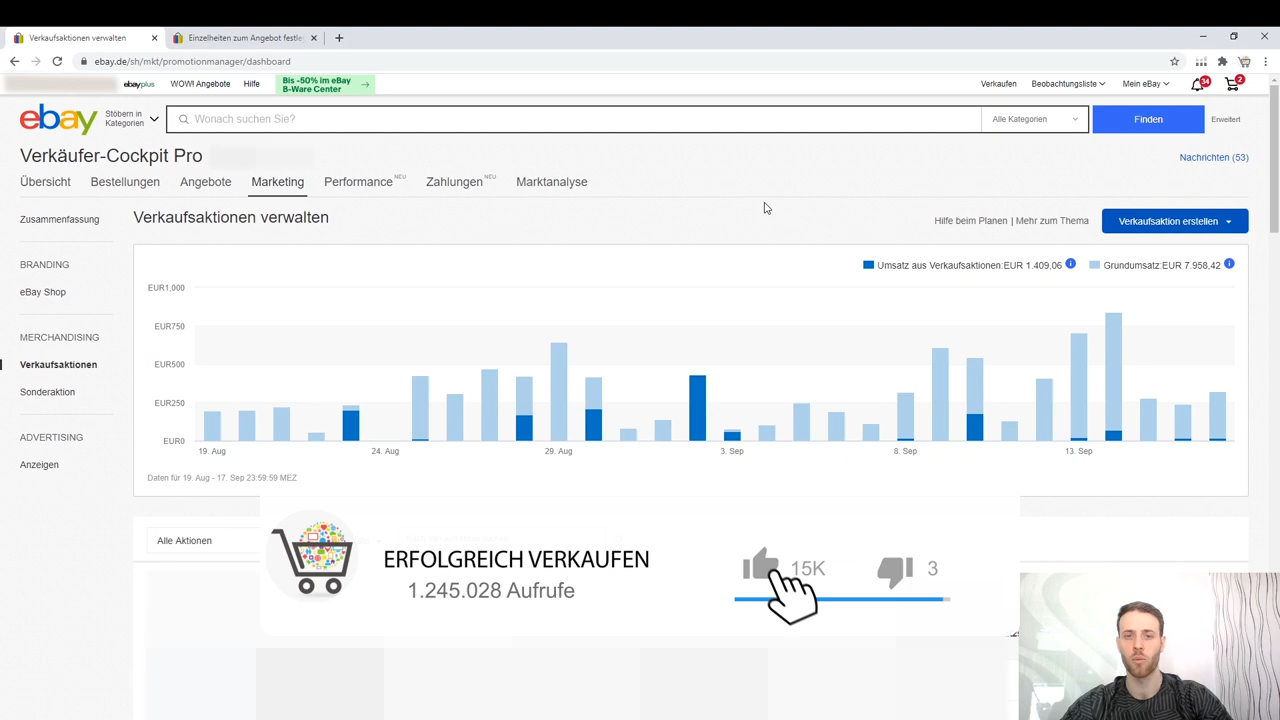 Verkaufsaktionen verwalten
Einzelheiten zum Angebot festle
ebay.de/sh/mkt/promotionmanager/dashboard
ebayplus WOW! Angebote Hilfe
Bis -50% im eBay
B-Ware Center
Verkaufen Beobachtungsliste Mein eBay 34 2
ebay
Stöbern in
Kategorien
Wonach suchen Sie?
Alle Kategorien
Finden
Erweitert
Verkäufer-Cockpit Pro
Nachrichten (53)
Übersicht Bestellungen Angebote Marketing Performance NEU Zahlungen NEU Marktanalyse
Zusammenfassung
BRANDING
eBay Shop
MERCHANDISING
Verkaufsaktionen
Sonderaktion
ADVERTISING
Anzeigen
Verkaufsaktionen verwalten
Hilfe beim Planen | Mehr zum Thema
Verkaufsaktion erstellen
Umsatz aus Verkaufsaktionen:EUR 1.409,06
Grundumsatz:EUR 7.958,42
EUR1,000
EUR750
EUR500
EUR250
EUR0
19. Aug 24. Aug 29. Aug 3. Sep 8. Sep 13. Sep
Daten für 19. Aug - 17. Sep 23:59:59 MEZ
Alle Aktionen
ERFOLGREICH VERKAUFEN
1.245.028 Aufrufe
15K
3